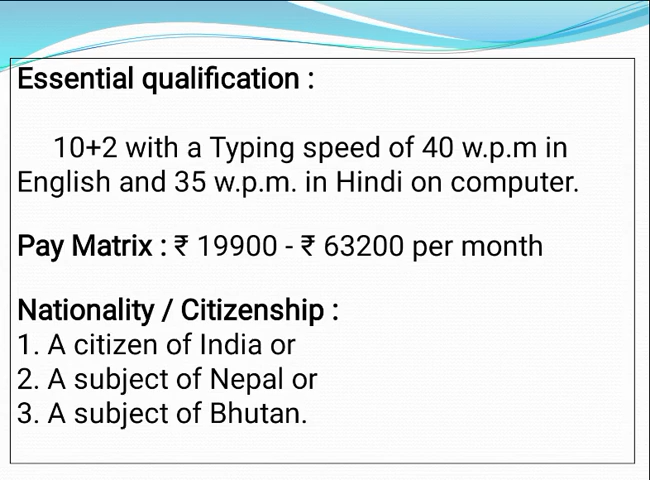 Essential qualification :
10+2 with a Typing speed of 40 w.p.m in
English and 35 w.p.m. in Hindi on computer.
Pay Matrix : ₹ 19900 - ₹ 63200 per month
Nationality / Citizenship :
1. A citizen of India or
2. A subject of Nepal or
3. A subject of Bhutan.